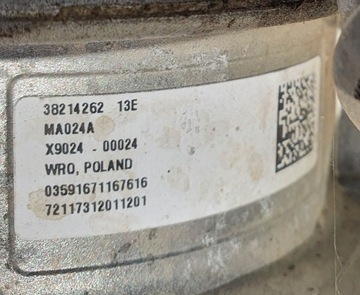 38214262 13E
MA024A
X9024 - 00024
WRO, POLAND
03591671167616
72117312011201